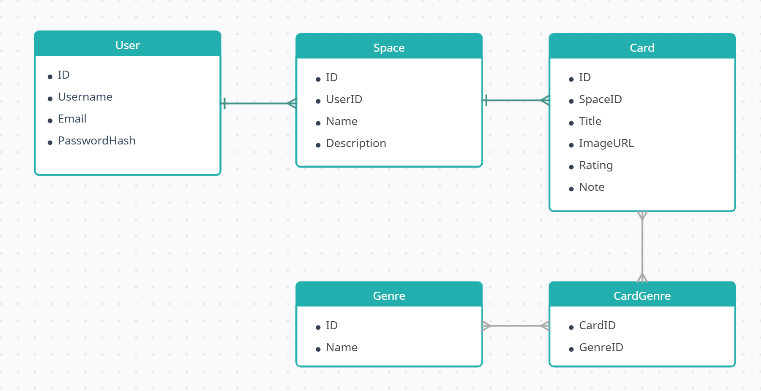 User
ID
Username
Email
PasswordHash
Space
ID
UserID
Name
Description
Card
ID
SpaceID
Title
ImageURL
Rating
Note
Genre
ID
Name
CardGenre
CardID
GenreID